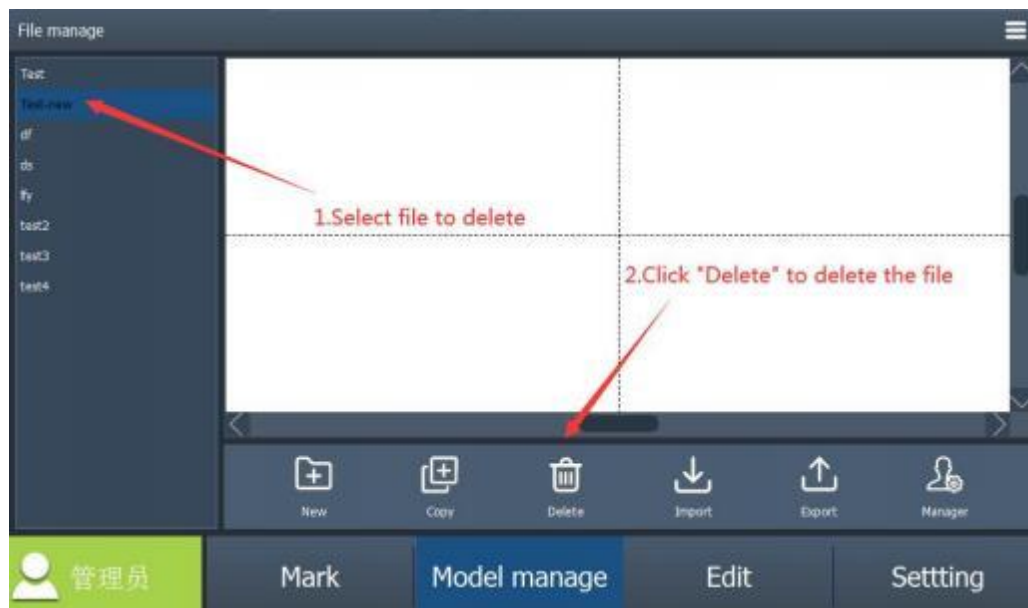 File manage
Test
Test-new
df
ds
1.Select file to delete
test2
test3
2.Click "Delete" to delete the file
test4
New
Copy
Delete
Import
Export
Manager
管理员
Mark
Model manage
Edit
Settting